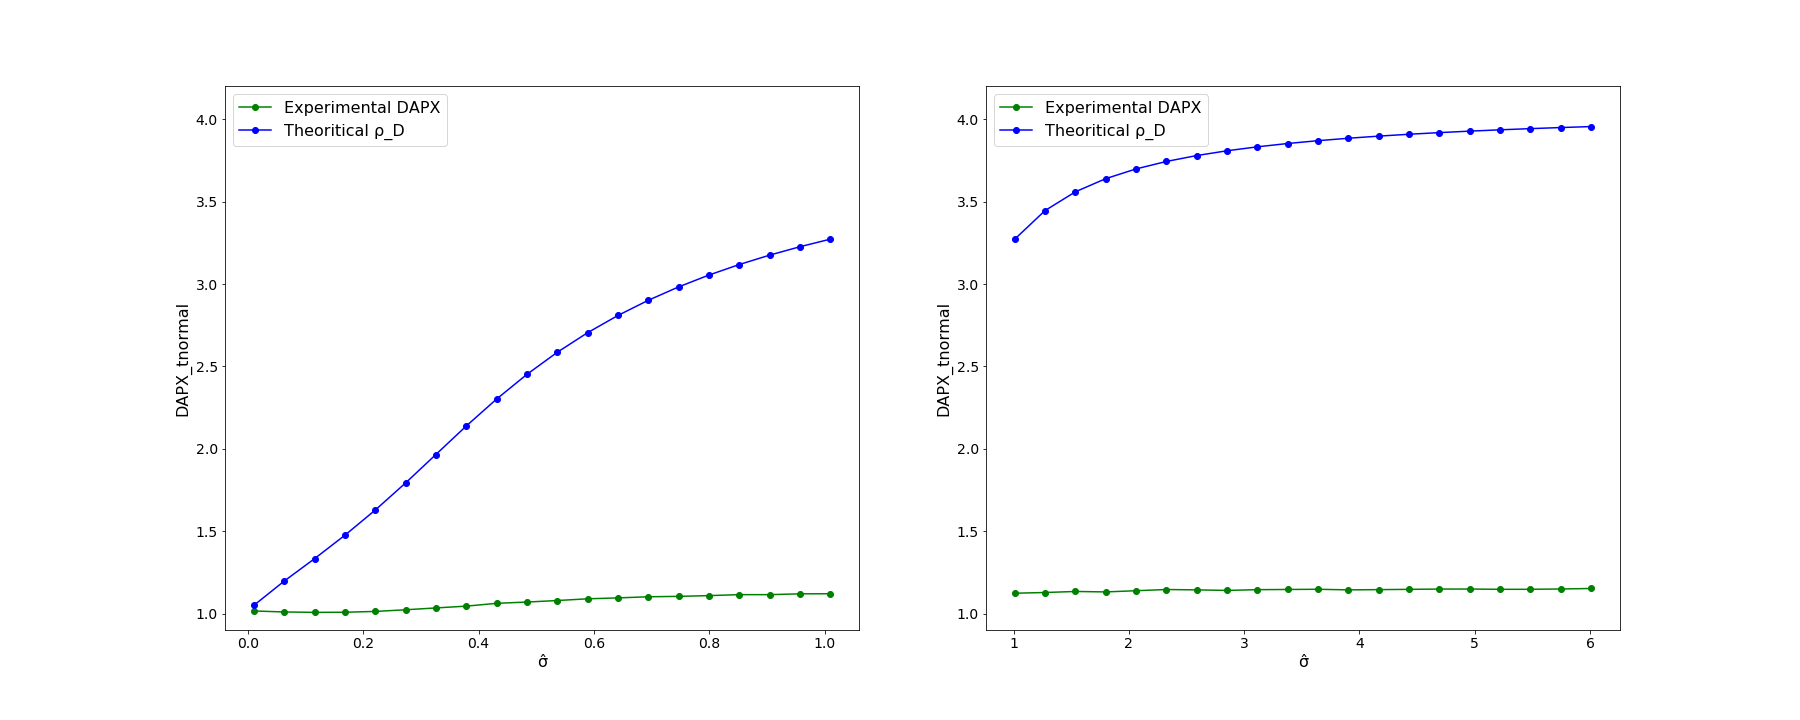 Experimental DAPX
Theoritical ρ_D
4.0
3.5
3.0
2.5
2.0
1.5
1.0
DAPX_tnormal
0.0 0.2 0.4 0.6 0.8 1.0
σ̂
Experimental DAPX
Theoritical ρ_D
4.0
3.5
3.0
2.5
2.0
1.5
1.0
DAPX_tnormal
1 2 3 4 5 6
σ̂